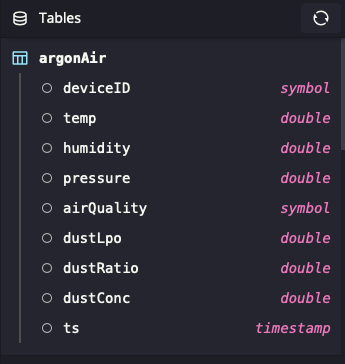 Tables
argonAir
deviceID symbol
temp double
humidity double
pressure double
airQuality symbol
dustLpo double
dustRatio double
dustConc double
ts timestamp